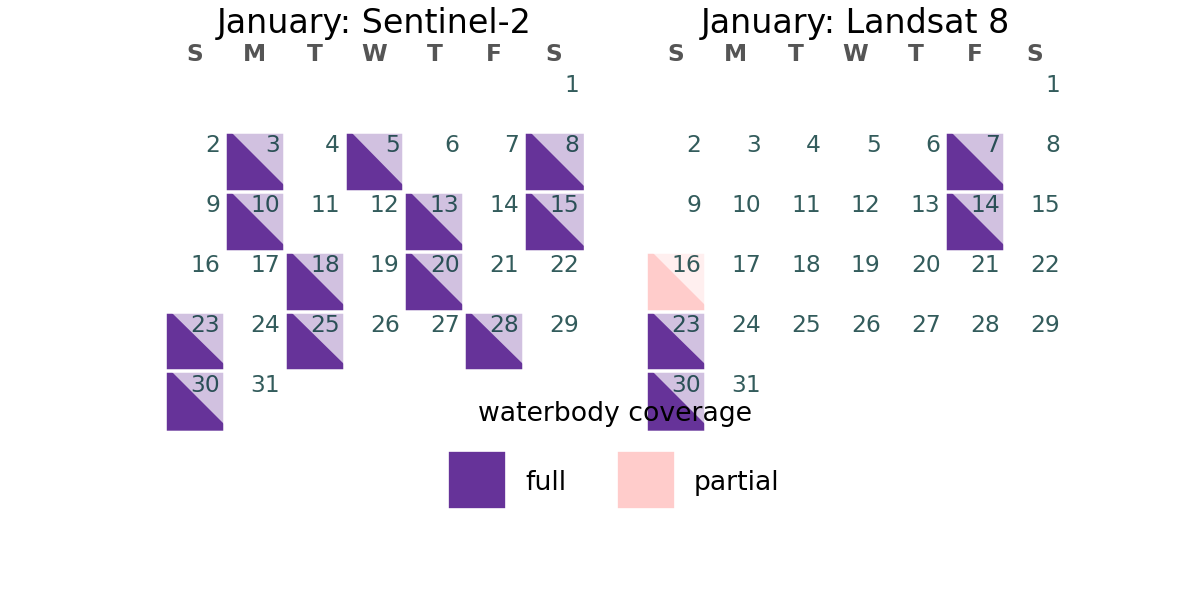 January: Sentinel-2
S M T W T F S
1
2 3 4 5 6 7 8
9 10 11 12 13 14 15
16 17 18 19 20 21 22
23 24 25 26 27 28 29
30 31
January: Landsat 8
S M T W T F S
1
2 3 4 5 6 7 8
9 10 11 12 13 14 15
16 17 18 19 20 21 22
23 24 25 26 27 28 29
30 31
waterbody coverage
full partial